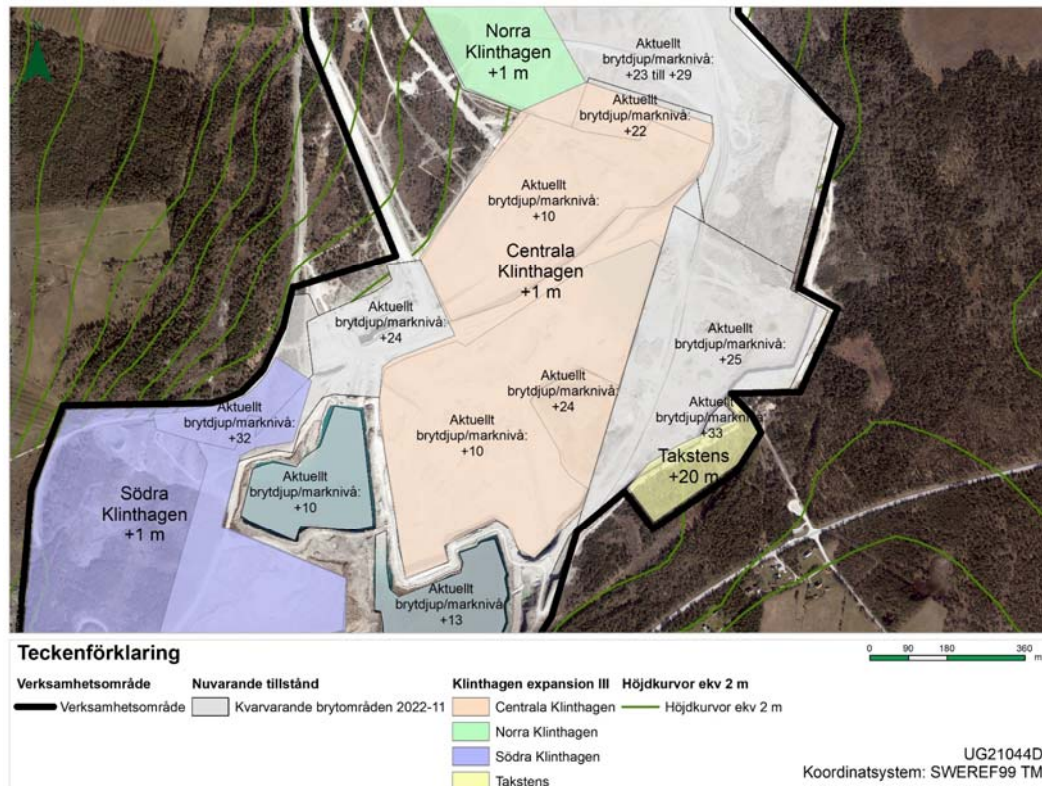 Norra
Klinthagen
+1 m
Aktuellt
brytdjup/marknivå:
+23 till +29
Aktuellt
brytdjup/marknivå:
+22
Aktuellt
brytdjup/marknivå:
+10
Centrala
Klinthagen
+1 m
Aktuellt
brytdjup/marknivå:
+24
Aktuellt
brytdjup/marknivå:
+25
Aktuellt
brytdjup/marknivå:
+24
Aktuellt
brytdjup/marknivå:
+32
Aktuellt
brytdjup/marknivå:
+10
Aktuellt
brytdjup/marknivå:
+33
Takstens
+20 m
Södra
Klinthagen
+1 m
Aktuellt
brytdjup/marknivå:
+10
Aktuellt
brytdjup/marknivå:
+13
Teckenförklaring
0 90 180 360
m
Verksamhetsområde
Verksamhetsområde
Nuvarande tillstånd
Kvarvarande brytområden 2022-11
Klinthagen expansion III
Centrala Klinthagen
Norra Klinthagen
Södra Klinthagen
Takstens
Höjdkurvor ekv 2 m
Höjdkurvor ekv 2 m
UG21044D
Koordinatsystem: SWEREF99 TM